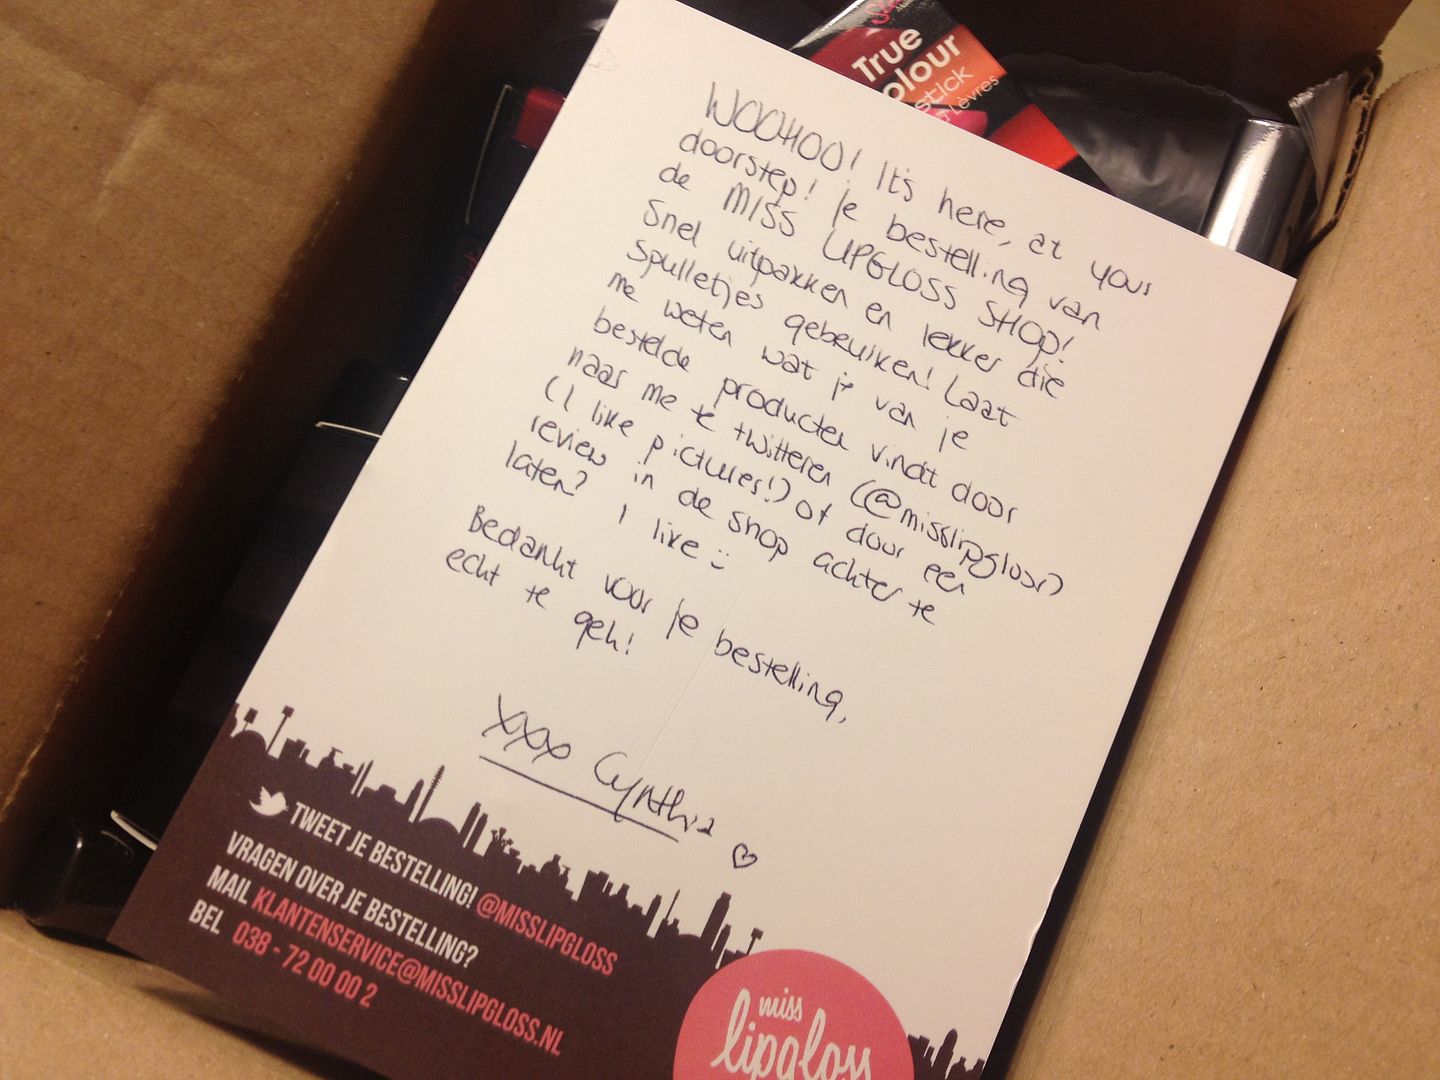 True
olour
stick
Lèvres
WOOHOO! It's here, at your
doorstep! Je bestelling van
de MISS LIPGLOSS SHOP!
Snel uitpakken en lekker die
spulletjes gebruiken! Laat
me weten wat je van je
bestelde producten vindt door
naar me te twitteren (@misslipgloss)
(I like pictures!) of door een
review in de shop achter te
laten? I like :)
Bedankt voor je bestelling,
echt te gek!
xxx Cynthia ♡
TWEET JE BESTELLING! @MISSLIPGLOSS
VRAGEN OVER JE BESTELLING?
MAIL KLANTENSERVICE@MISSLIPGLOSS.NL
BEL 038 - 72 00 00 2
miss
lipgloss